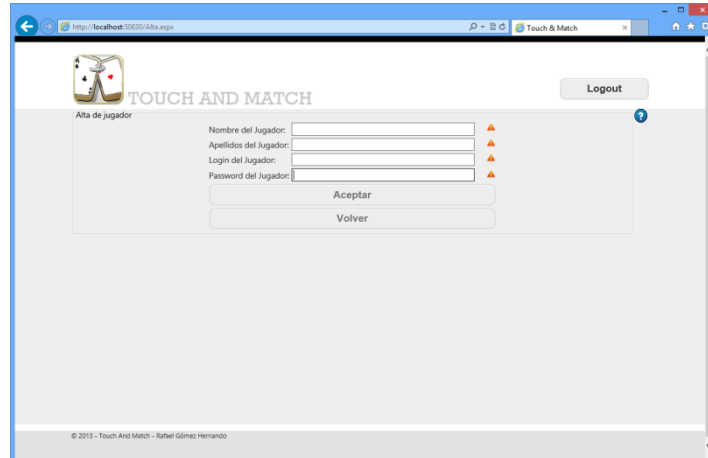 http://localhost:50630/Alta.aspx
Touch & Match
TOUCH AND MATCH
Logout
Alta de jugador
Nombre del Jugador:
Apellidos del Jugador:
Login del Jugador:
Password del Jugador:
Aceptar
Volver
© 2013 - Touch And Match - Rafael Gómez Hernando